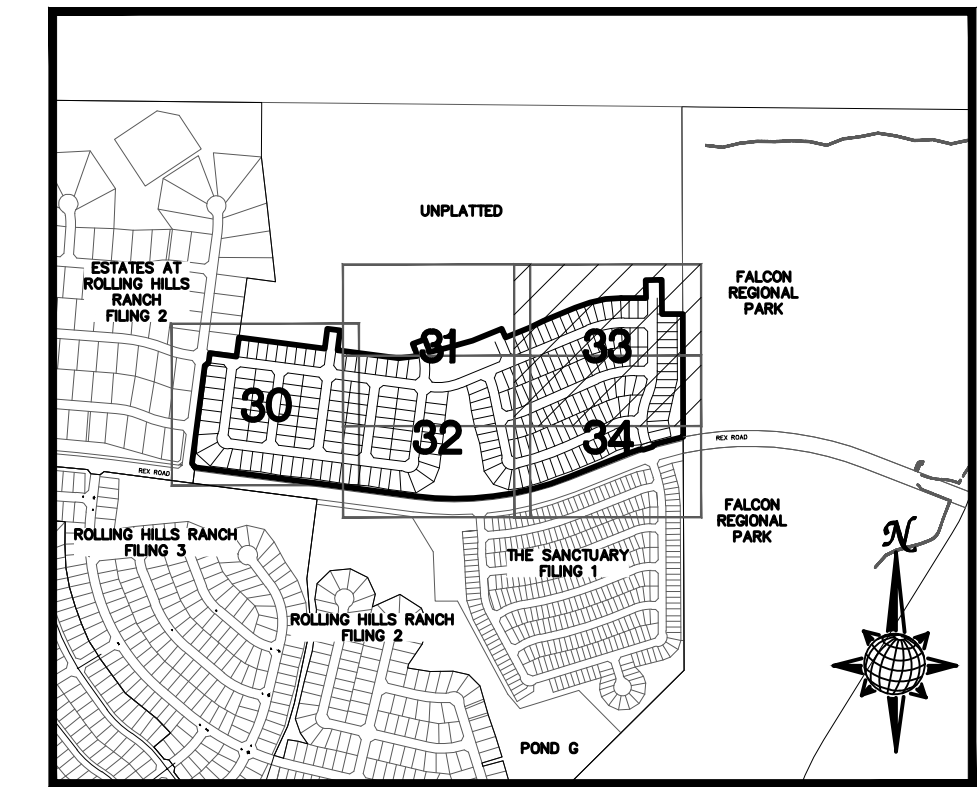 UNPLATTED
ESTATES AT
ROLLING HILLS
RANCH
FILING 2
FALCON
REGIONAL
PARK
31
33
30
32
34
REX ROAD
REX ROAD
FALCON
REGIONAL
PARK
N
ROLLING HILLS RANCH
FILING 3
THE SANCTUARY
FILING 1
ROLLING HILLS RANCH
FILING 2
POND G